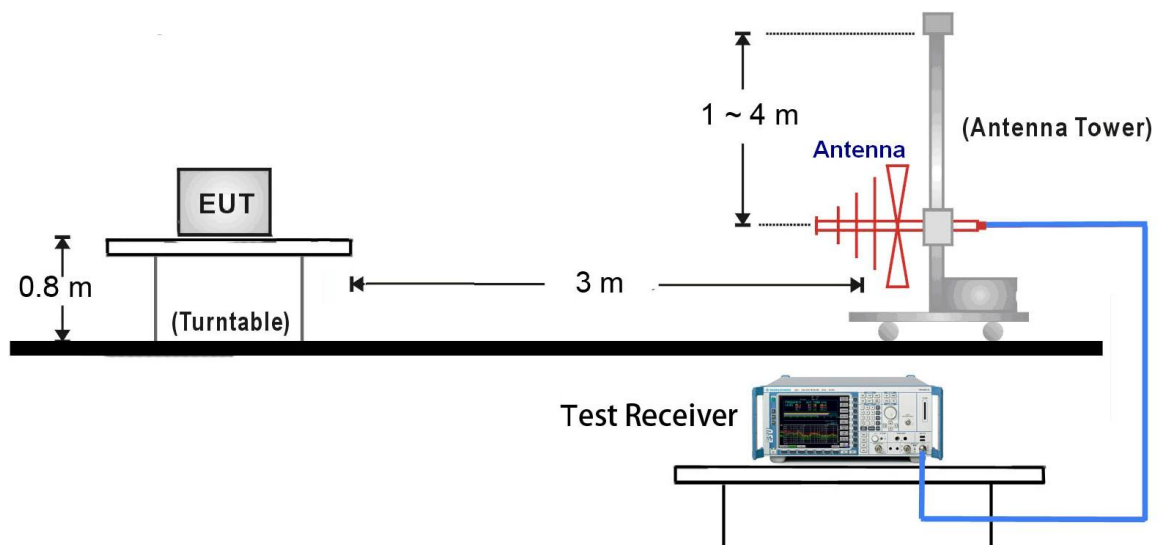 1 ~ 4 m
(Antenna Tower)
Antenna
EUT
0.8 m
3 m
(Turntable)
Test Receiver